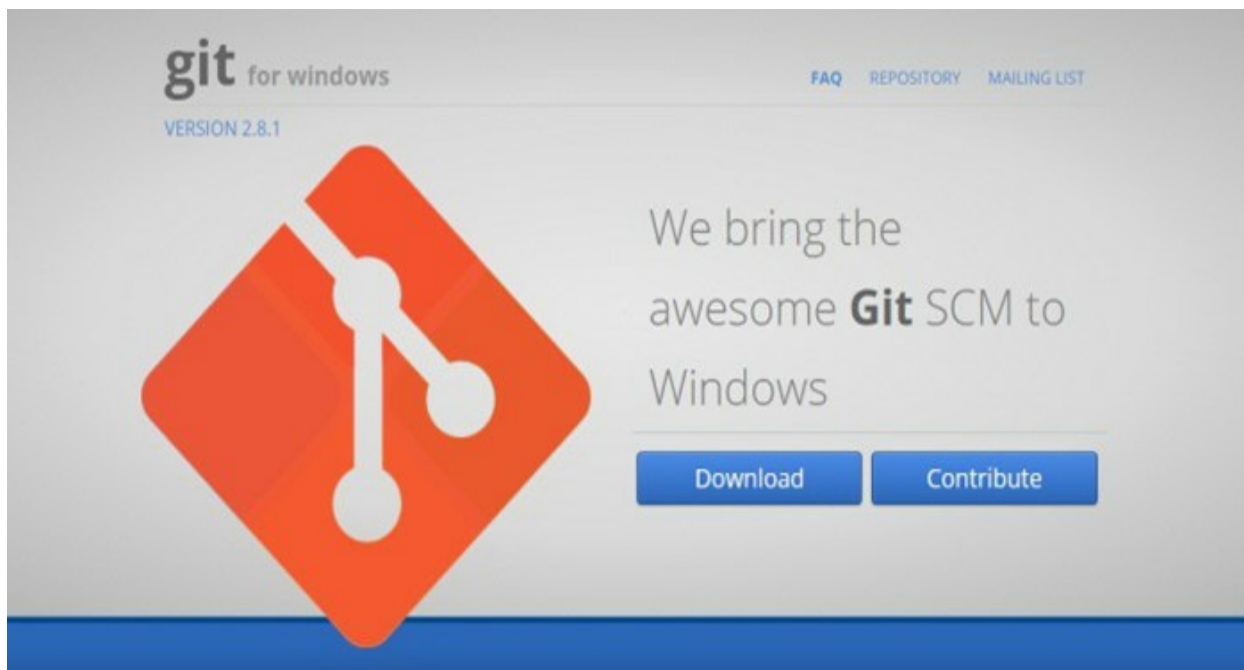 git for windows
FAQ REPOSITORY MAILING LIST
VERSION 2.8.1
We bring the
awesome Git SCM to
Windows
Download Contribute